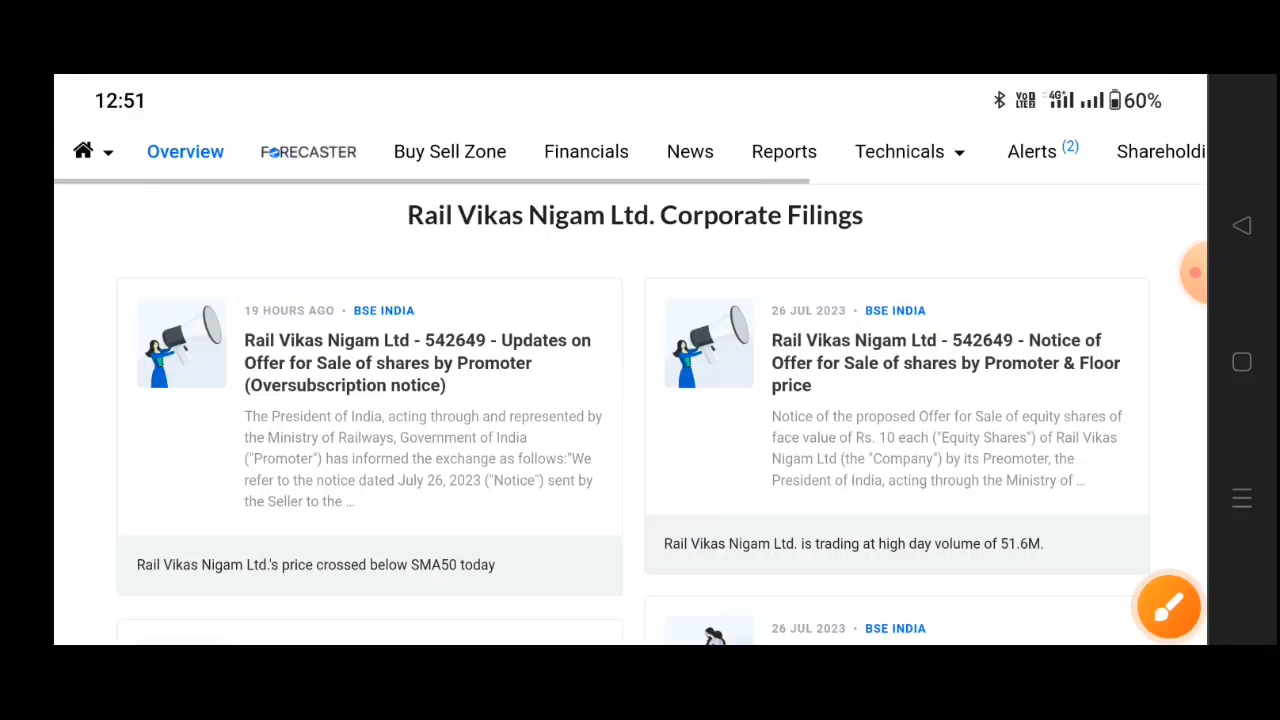 12:51
VoD LTED 4G+ 60%
Overview FORECASTER Buy Sell Zone Financials News Reports Technicals Alerts (2) Shareholdi
Rail Vikas Nigam Ltd. Corporate Filings
19 HOURS AGO • BSE INDIA
Rail Vikas Nigam Ltd - 542649 - Updates on
Offer for Sale of shares by Promoter
(Oversubscription notice)
The President of India, acting through and represented by
the Ministry of Railways, Government of India
("Promoter") has informed the exchange as follows:"We
refer to the notice dated July 26, 2023 ("Notice") sent by
the Seller to the ...
Rail Vikas Nigam Ltd.'s price crossed below SMA50 today
26 JUL 2023 • BSE INDIA
Rail Vikas Nigam Ltd - 542649 - Notice of
Offer for Sale of shares by Promoter & Floor
price
Notice of the proposed Offer for Sale of equity shares of
face value of Rs. 10 each ("Equity Shares") of Rail Vikas
Nigam Ltd (the "Company") by its Preomoter, the
President of India, acting through the Ministry of ...
Rail Vikas Nigam Ltd. is trading at high day volume of 51.6M.
26 JUL 2023 • BSE INDIA